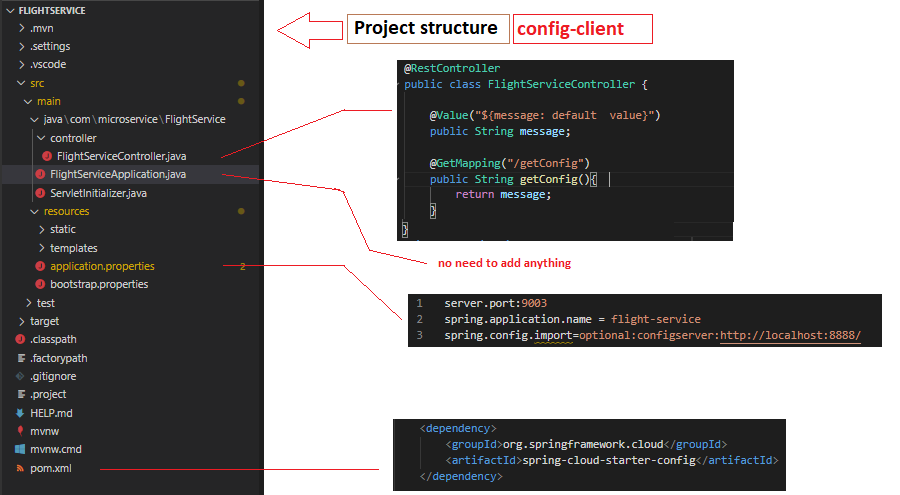 FLIGHTSERVICE
.mvn
.settings
.vscode
src
main
java\com\microservice\FlightService
controller
FlightServiceController.java
FlightServiceApplication.java
ServletInitializer.java
resources
static
templates
application.properties 2
bootstrap.properties
test
target
.classpath
.factorypath
.gitignore
.project
HELP.md
mvnw
mvnw.cmd
pom.xml
Project structure config-client
@RestController
public class FlightServiceController {
@Value("${message: default  value}")
public String message;
@GetMapping("/getConfig")
public String getConfig(){
return message;
}
}
no need to add anything
1 server.port:9003
2 spring.application.name = flight-service
3 spring.config.import=optional:configserver:http://localhost:8888/
<dependency>
<groupId>org.springframework.cloud</groupId>
<artifactId>spring-cloud-starter-config</artifactId>
</dependency>